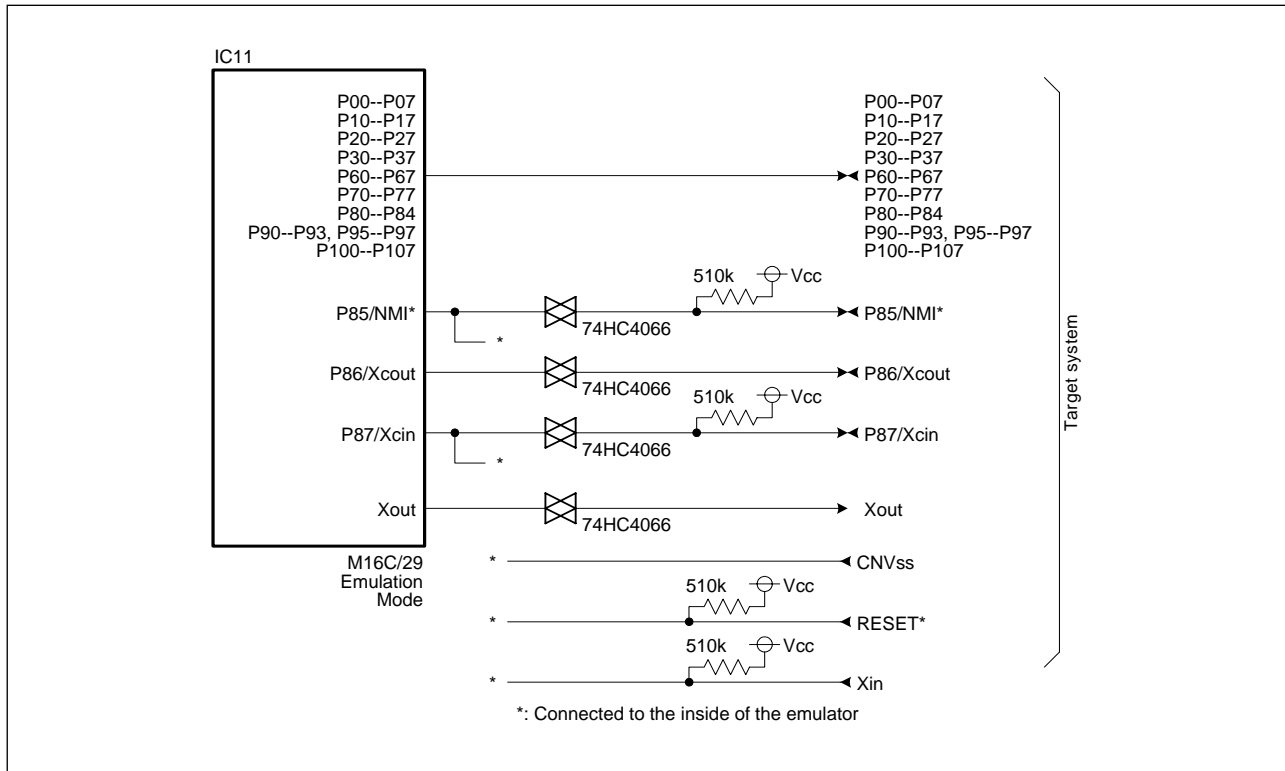 IC11
P00--P07
P10--P17
P20--P27
P30--P37
P60--P67
P70--P77
P80--P84
P90--P93, P95--P97
P100--P107
P00--P07
P10--P17
P20--P27
P30--P37
P60--P67
P70--P77
P80--P84
P90--P93, P95--P97
P100--P107
510k Vcc
P85/NMI* 74HC4066 P85/NMI*
*
P86/Xcout 74HC4066 P86/Xcout
510k Vcc
P87/Xcin 74HC4066 P87/Xcin
*
Xout 74HC4066 Xout
M16C/29
Emulation
Mode
* CNVss
510k Vcc
* RESET*
510k Vcc
* Xin
*: Connected to the inside of the emulator
Target system